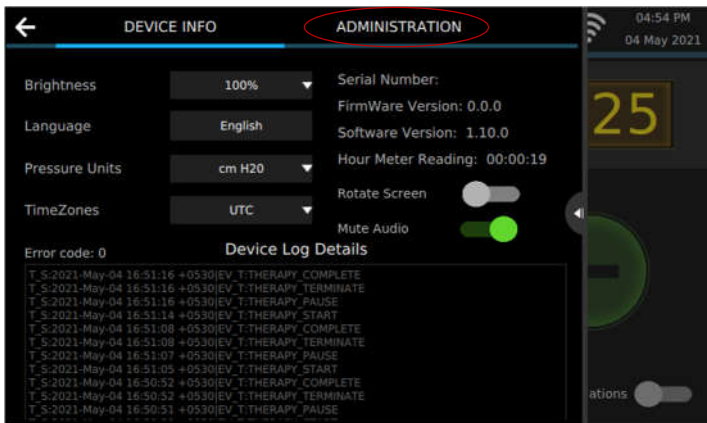 DEVICE INFO
ADMINISTRATION
04:54 PM
04 May 2021
Brightness
100%
Language
English
Pressure Units
cm H20
TimeZones
UTC
Serial Number:
FirmWare Version: 0.0.0
Software Version: 1.10.0
Hour Meter Reading: 00:00:19
Rotate Screen
Mute Audio
25
Error code: 0
Device Log Details
T_S:2021-May-04 16:51:16 +0530|EV_T:THERAPY_COMPLETE
T_S:2021-May-04 16:51:16 +0530|EV_T:THERAPY_TERMINATE
T_S:2021-May-04 16:51:16 +0530|EV_T:THERAPY_PAUSE
T_S:2021-May-04 16:51:14 +0530|EV_T:THERAPY_START
T_S:2021-May-04 16:51:08 +0530|EV_T:THERAPY_COMPLETE
T_S:2021-May-04 16:51:08 +0530|EV_T:THERAPY_TERMINATE
T_S:2021-May-04 16:51:07 +0530|EV_T:THERAPY_PAUSE
T_S:2021-May-04 16:51:05 +0530|EV_T:THERAPY_START
T_S:2021-May-04 16:50:52 +0530|EV_T:THERAPY_COMPLETE
T_S:2021-May-04 16:50:52 +0530|EV_T:THERAPY_TERMINATE
T_S:2021-May-04 16:50:51 +0530|EV_T:THERAPY_PAUSE
ations